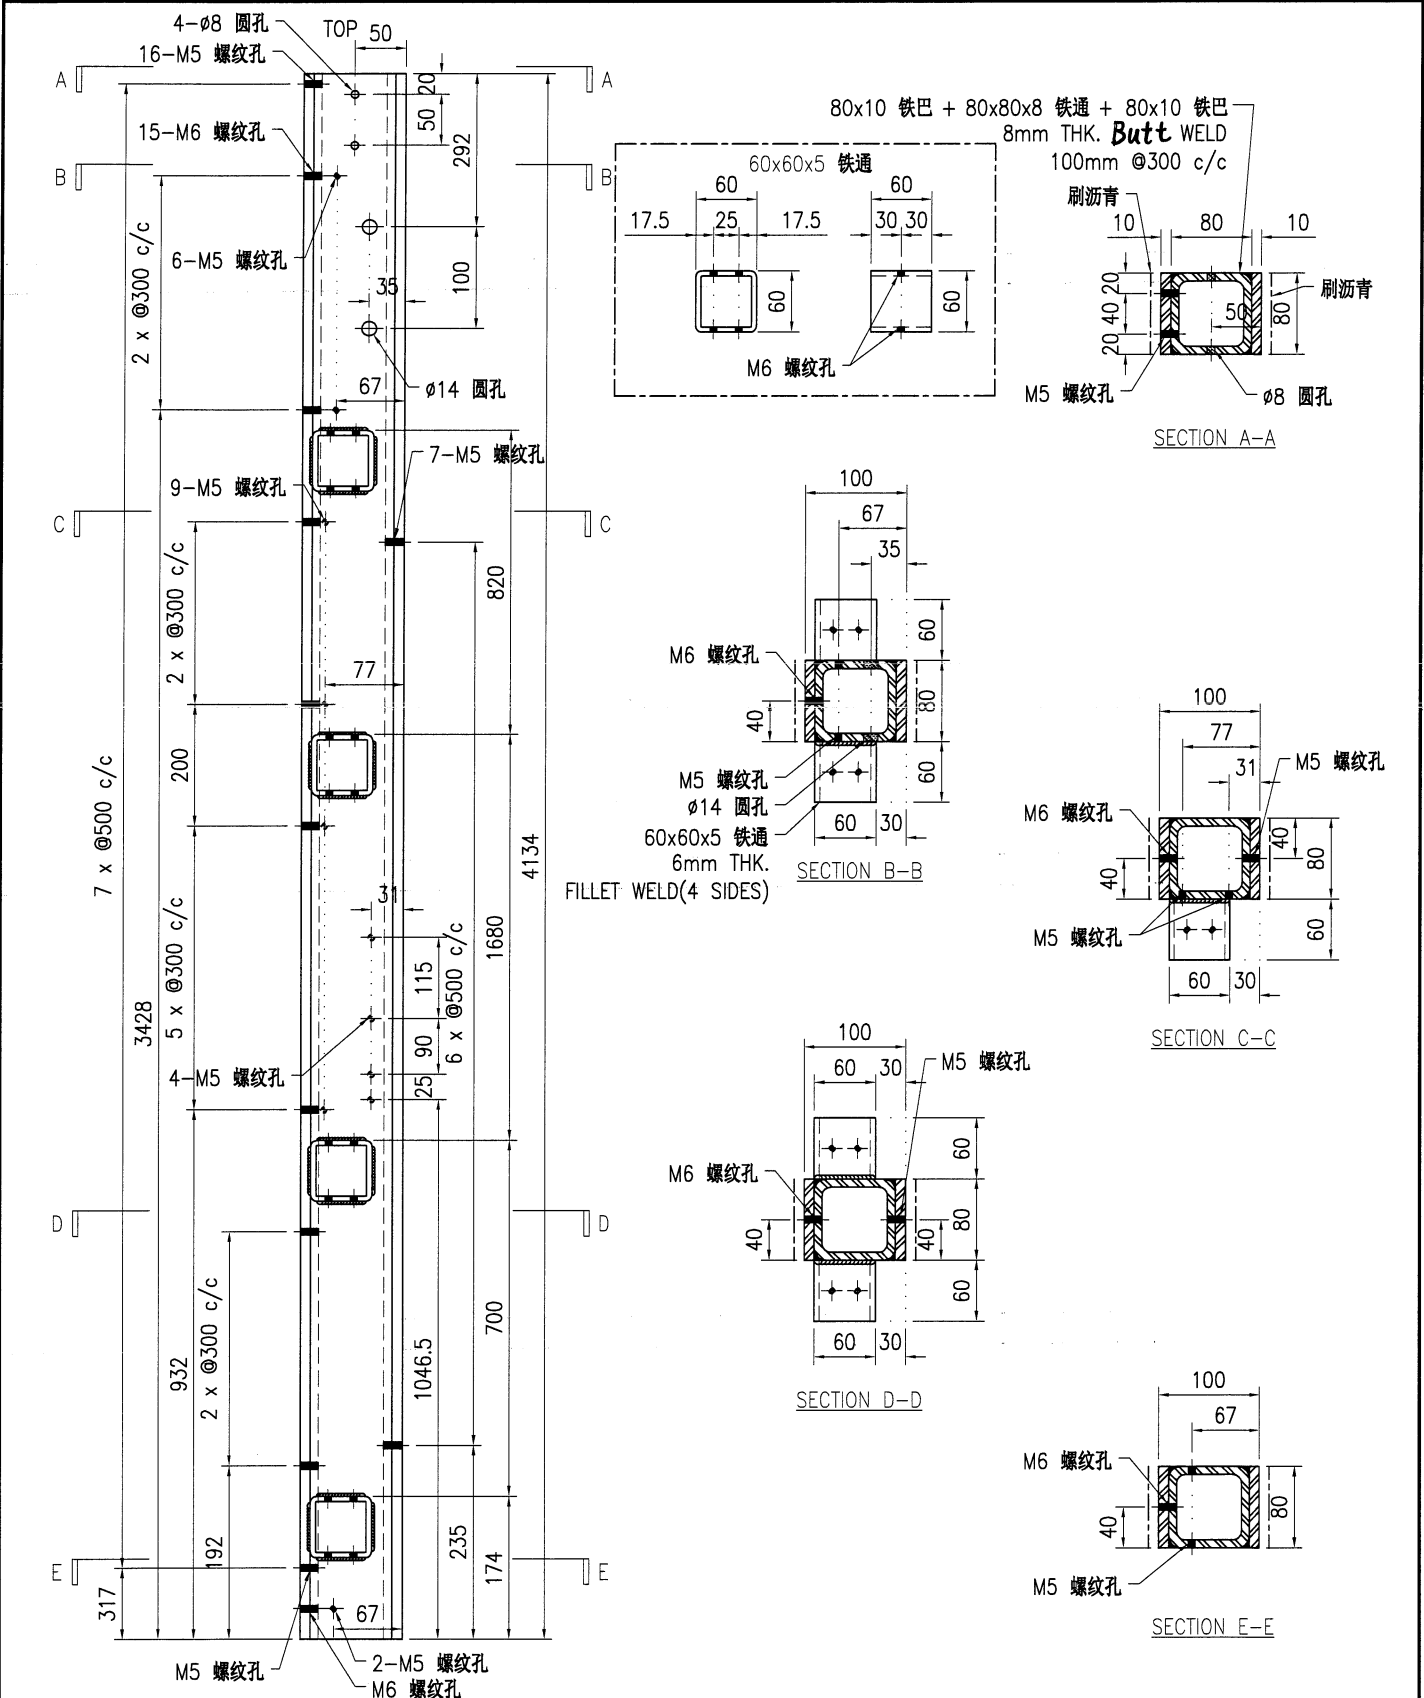 4-ø8 圆孔
TOP
50
16-M5 螺纹孔
A
A
20
50
15-M6 螺纹孔
292
B
B
2 x @300 c/c
6-M5 螺纹孔
35
100
67
ø14 圆孔
7-M5 螺纹孔
9-M5 螺纹孔
C
C
2 x @300 c/c
820
77
7 x @500 c/c
200
4134
3428
5 x @300 c/c
31
1680
115
6 x @500 c/c
90
4-M5 螺纹孔
25
D
D
932
2 x @300 c/c
700
1046.5
192
235
174
E
E
317
67
M5 螺纹孔
2-M5 螺纹孔
M6 螺纹孔
60x60x5 铁通
60
60
17.5
25
17.5
30
30
60
60
M6 螺纹孔
80x10 铁巴 + 80x80x8 铁通 + 80x10 铁巴
8mm THK. Butt WELD
100mm @300 c/c
刷沥青
10
80
10
刷沥青
20
40
20
50
80
M5 螺纹孔
ø8 圆孔
SECTION A-A
100
67
35
60
M6 螺纹孔
80
40
M5 螺纹孔
60
ø14 圆孔
60x60x5 铁通
60
30
6mm THK.
FILLET WELD(4 SIDES)
SECTION B-B
100
77
31
M5 螺纹孔
M6 螺纹孔
40
80
40
M5 螺纹孔
60
60
30
SECTION C-C
100
60
30
M5 螺纹孔
60
M6 螺纹孔
40
40
80
60
60
30
SECTION D-D
100
67
M6 螺纹孔
40
80
M5 螺纹孔
SECTION E-E